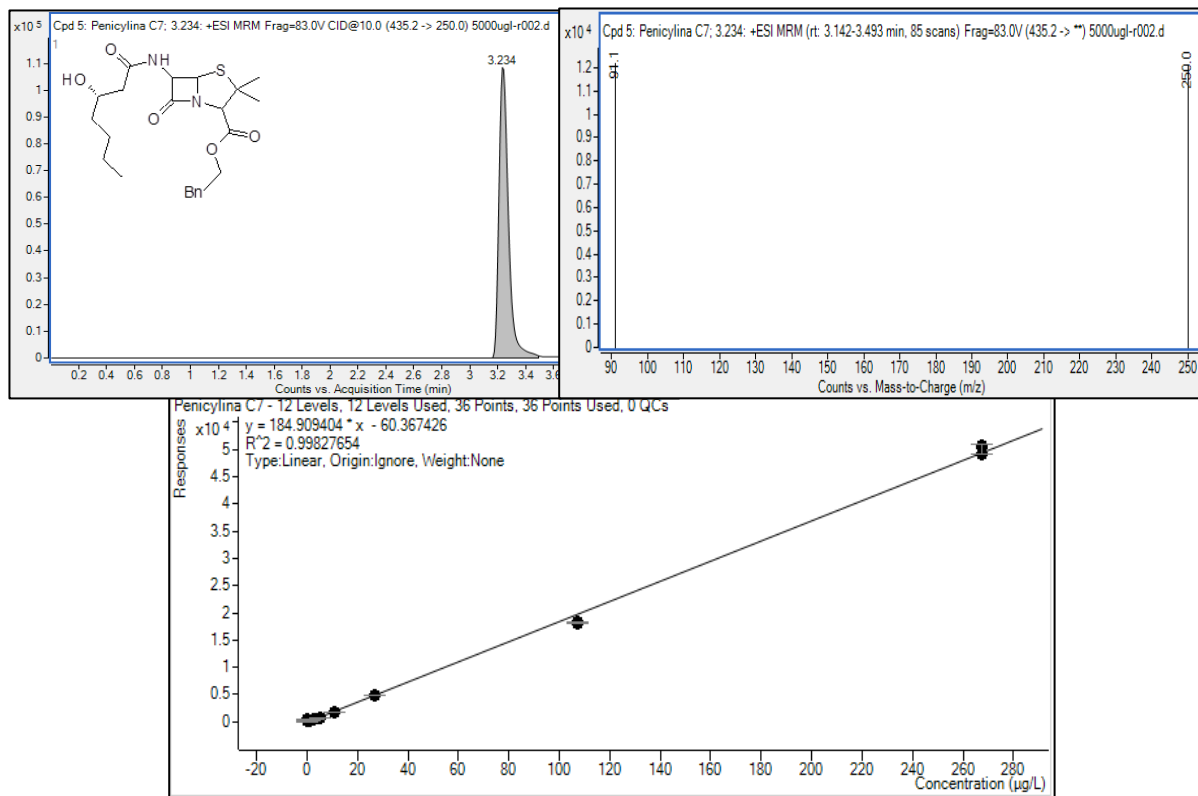 Cpd 5: Penicylina C7; 3.234: +ESI MRM Frag=83.0V CID@10.0 (435.2 -> 250.0) 5000ugl-r002.d
x10 5
1
1.1
1
0.9
0.8
0.7
0.6
0.5
0.4
0.3
0.2
0.1
0
3.234
O
NH
S
HO
O
N
O
O
Bn
0.2 0.4 0.6 0.8 1 1.2 1.4 1.6 1.8 2 2.2 2.4 2.6 2.8 3 3.2 3.4 3.6
Counts vs. Acquisition Time (min)
Cpd 5: Penicylina C7; 3.234: +ESI MRM (rt: 3.142-3.493 min, 85 scans) Frag=83.0V (435.2 -> **) 5000ugl-r002.d
x10 4
1.2
1.1
1
0.9
0.8
0.7
0.6
0.5
0.4
0.3
0.2
0.1
0
91.1
250.0
90 100 110 120 130 140 150 160 170 180 190 200 210 220 230 240 250
Counts vs. Mass-to-Charge (m/z)
Penicylina C7 - 12 Levels, 12 Levels Used, 36 Points, 36 Points Used, 0 QCs
y = 184.909404 * x - 60.367426
R^2 = 0.99827654
Type:Linear, Origin:Ignore, Weight:None
Responses
x10 4
5
4.5
4
3.5
3
2.5
2
1.5
1
0.5
0
-20 0 20 40 60 80 100 120 140 160 180 200 220 240 260 280
Concentration (µg/L)